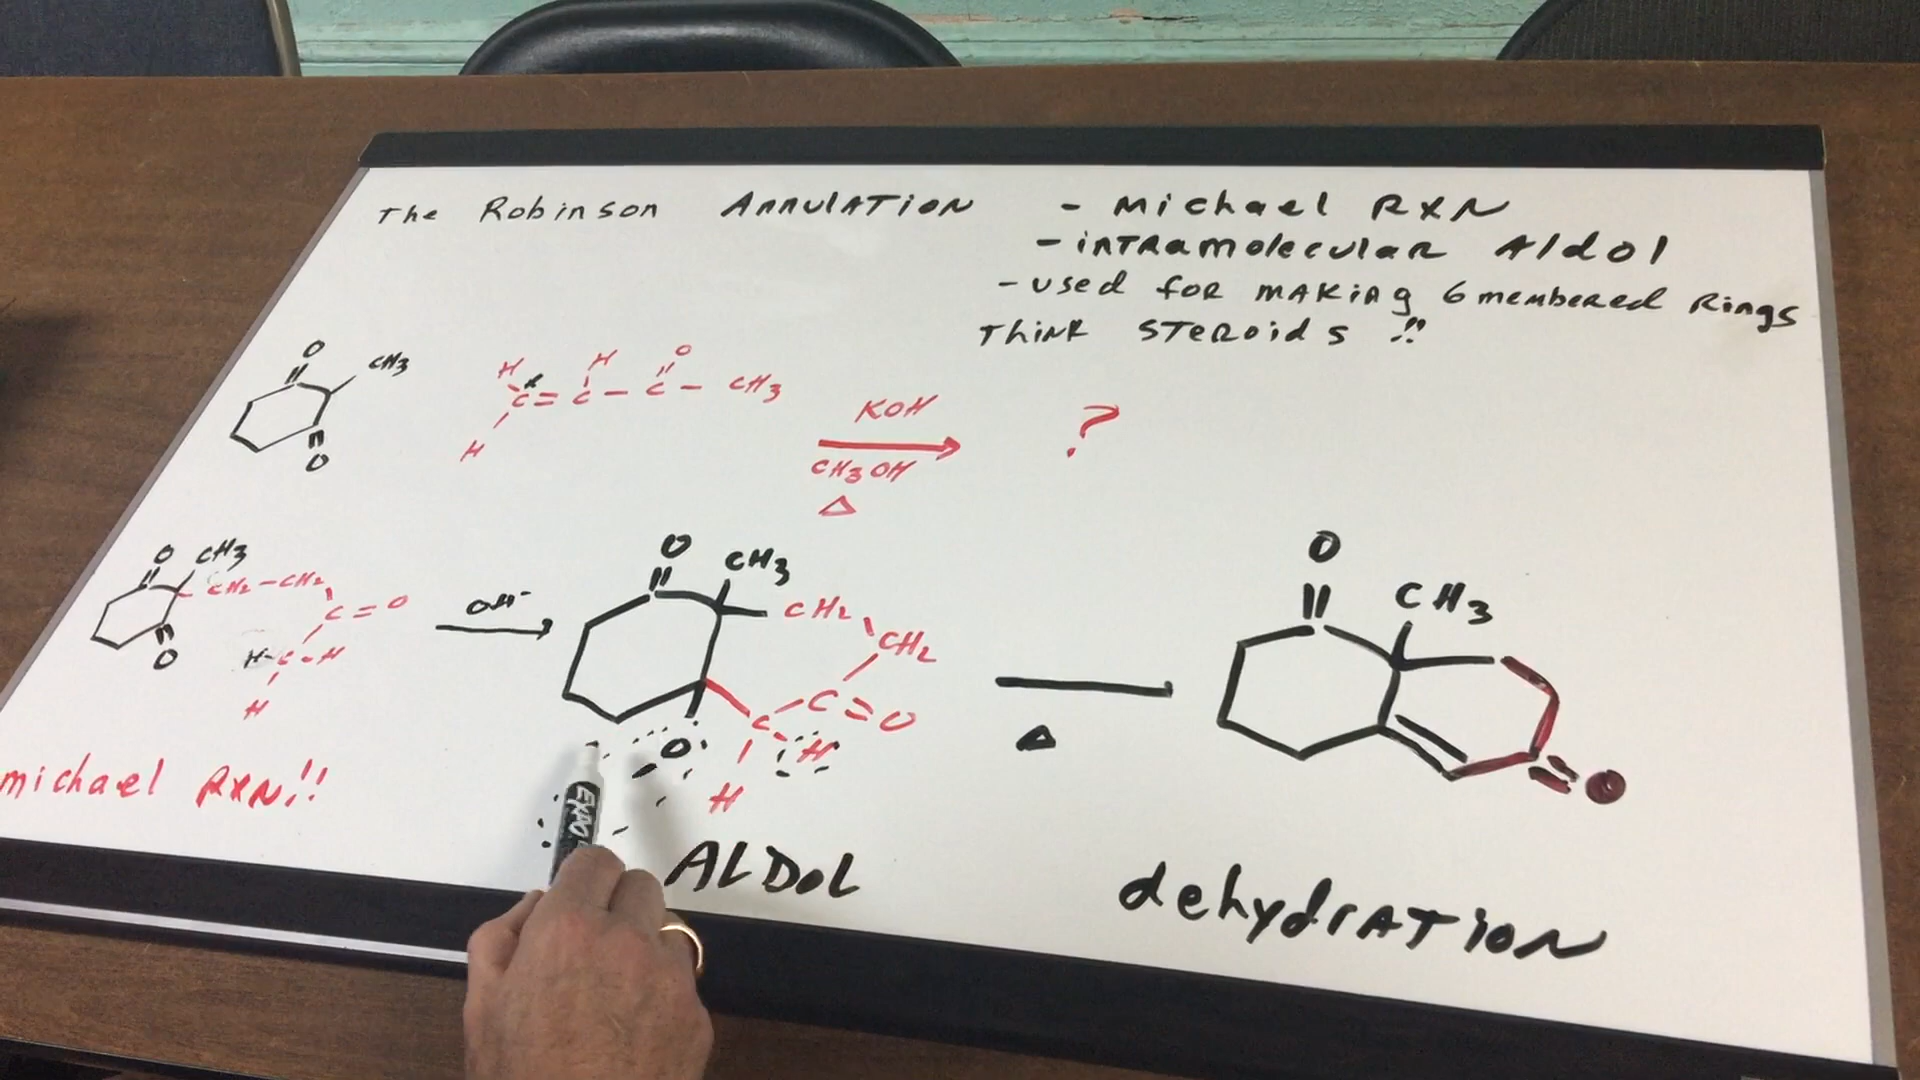 The Robinson Annulation
- Michael RXN
- intramolecular Aldol
- used for making 6 membered Rings
Think Steroids !!
O
CH3
O
H H O
C = C - C - CH3
H
KOH
CH3OH
Δ
?
O CH3
CH2 - CH2
C = O
H - C - H
H
O
OH-
O
CH3
CH2
CH2
C = O
C
H
H
O
Δ
O
CH3
O
michael RXN!!
EXPO
ALDOL
dehydration